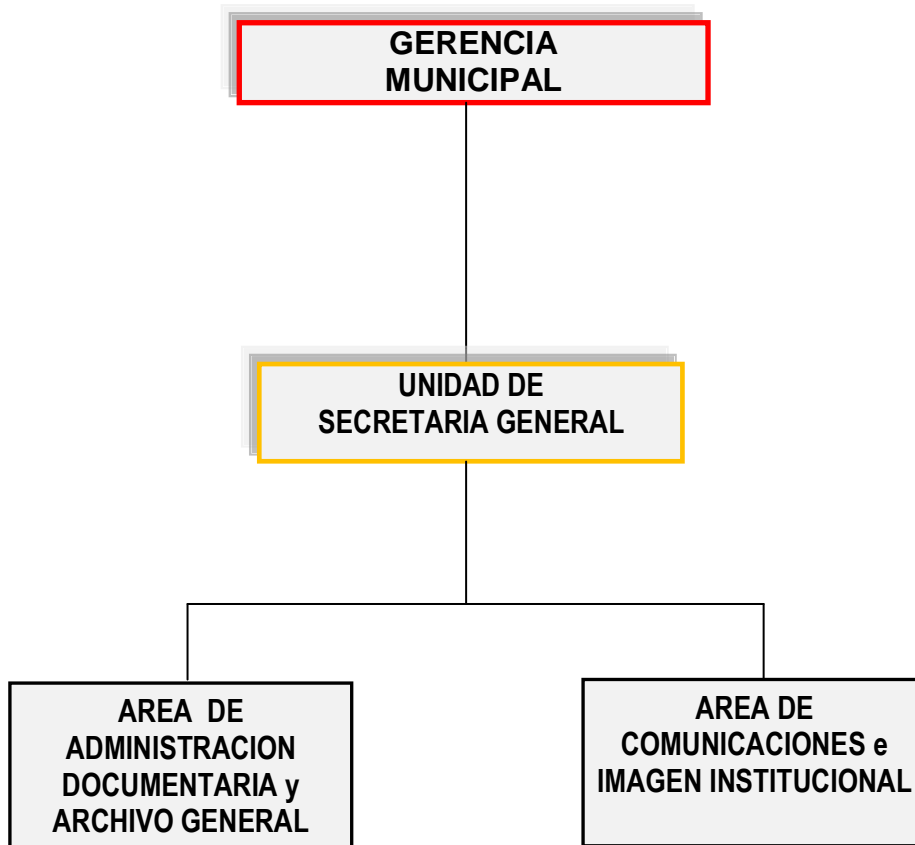 GERENCIA
MUNICIPAL
UNIDAD DE
SECRETARIA GENERAL
AREA DE
ADMINISTRACION
DOCUMENTARIA y
ARCHIVO GENERAL
AREA DE
COMUNICACIONES e
IMAGEN INSTITUCIONAL